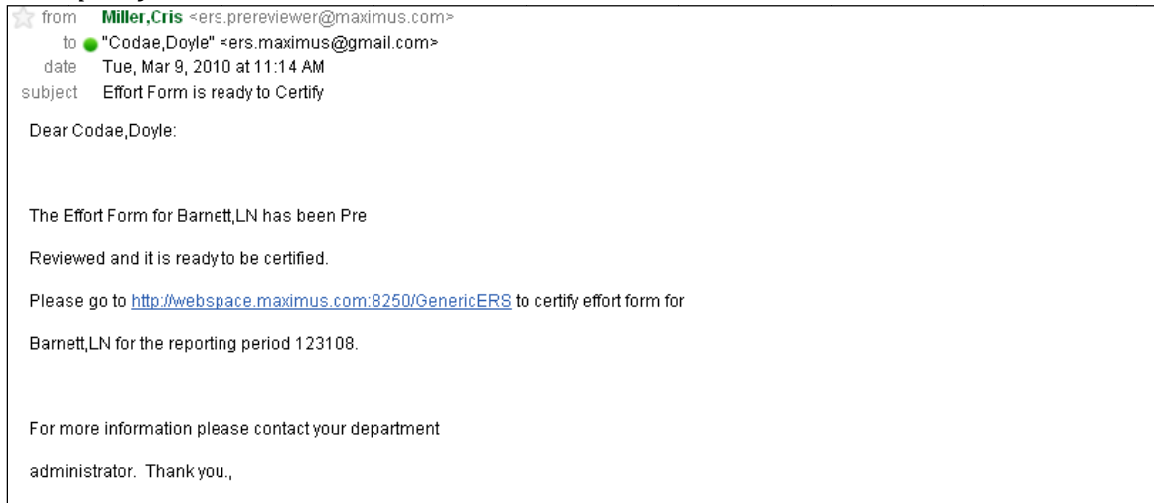 from Miller,Cris <ers.prereviewer@maximus.com>
to "Codae,Doyle" <ers.maximus@gmail.com>
date Tue, Mar 9, 2010 at 11:14 AM
subject Effort Form is ready to Certify
Dear Codae,Doyle:
The Effort Form for Barnett,LN has been Pre
Reviewed and it is ready to be certified.
Please go to http://webspace.maximus.com:8250/GenericERS to certify effort form for
Barnett,LN for the reporting period 123108.
For more information please contact your department
administrator. Thank you.,